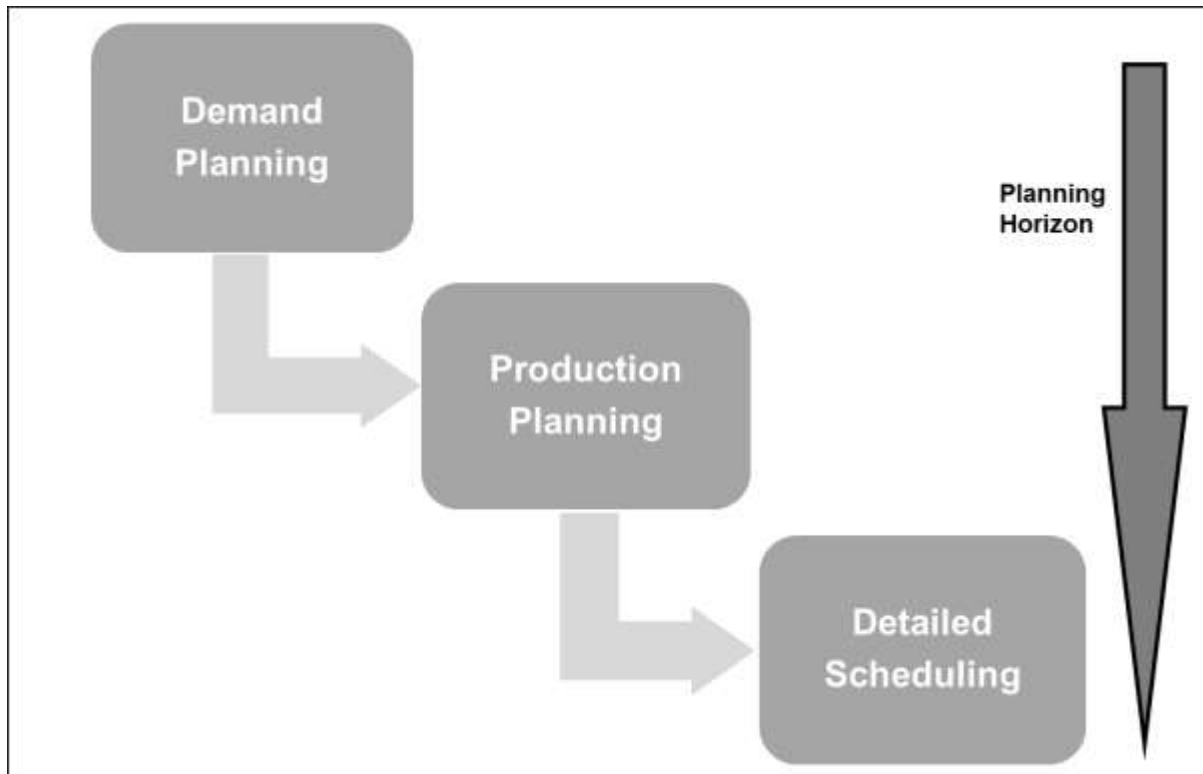 Demand
Planning
Planning
Horizon
Production
Planning
Detailed
Scheduling